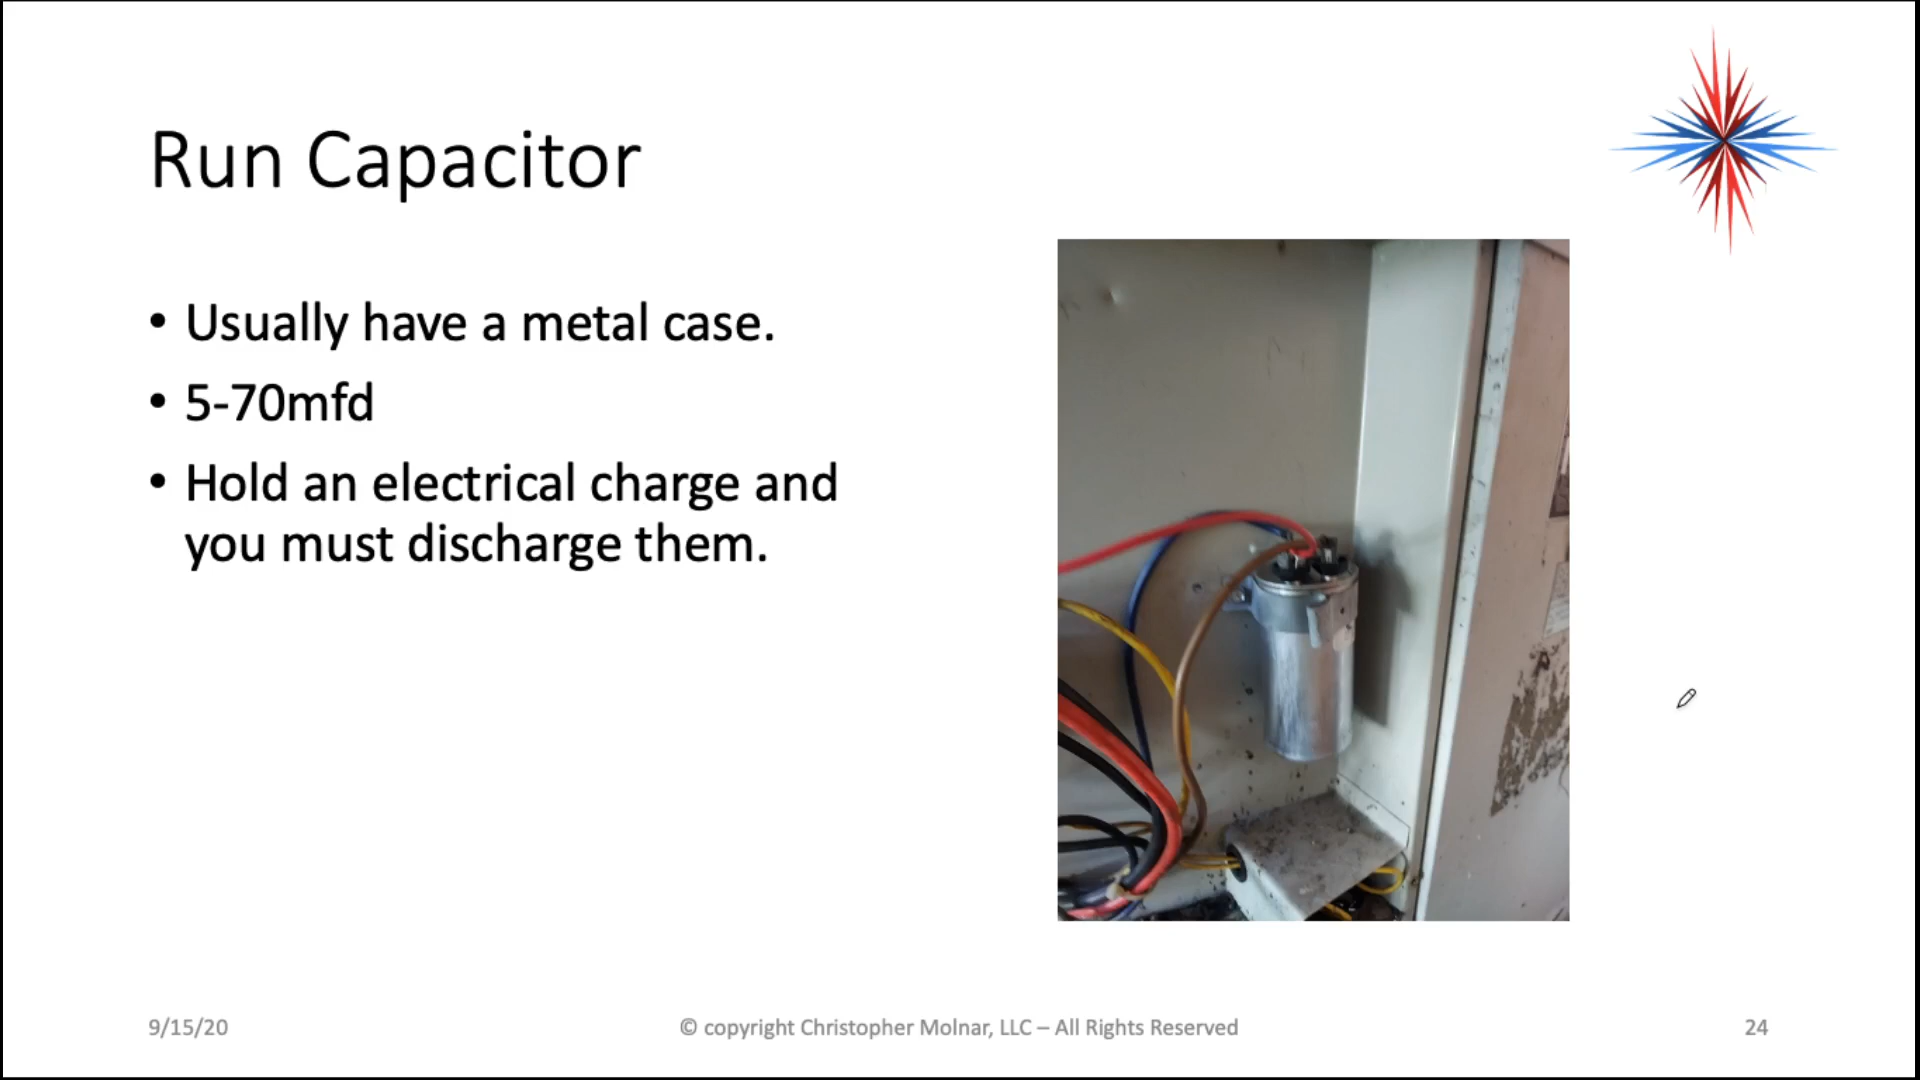 Run Capacitor
• Usually have a metal case.
• 5-70mfd
• Hold an electrical charge and
you must discharge them.
9/15/20
© copyright Christopher Molnar, LLC – All Rights Reserved
24